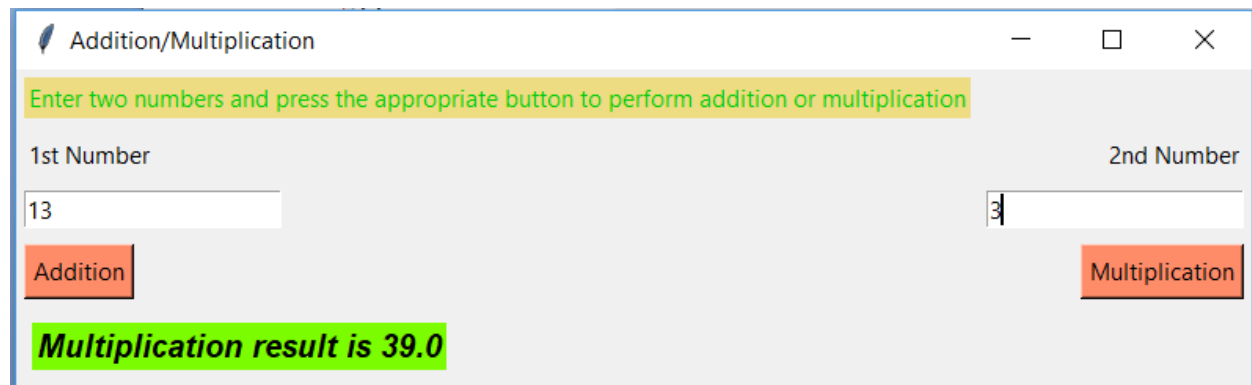 Addition/Multiplication
Enter two numbers and press the appropriate button to perform addition or multiplication
1st Number 2nd Number
13 3
Addition Multiplication
Multiplication result is 39.0